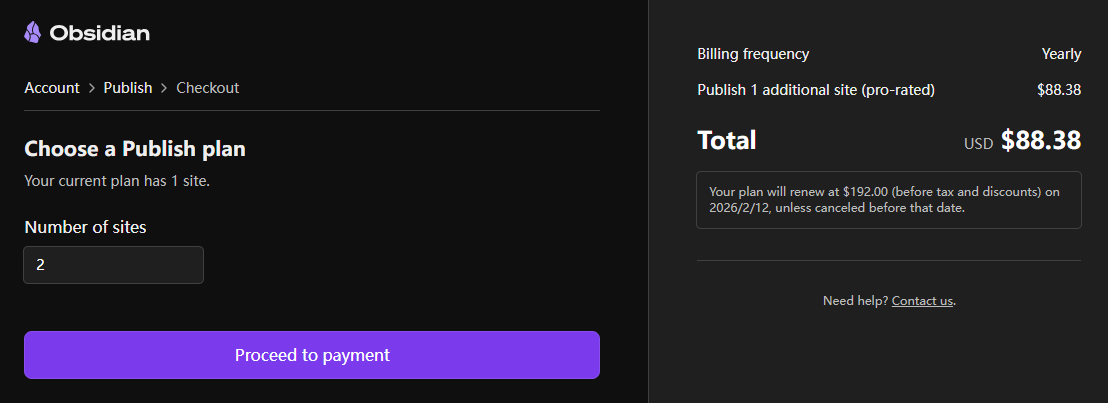 Obsidian
Account > Publish > Checkout
Choose a Publish plan
Your current plan has 1 site.
Number of sites
2
Proceed to payment
Billing frequency Yearly
Publish 1 additional site (pro-rated) $88.38
Total USD $88.38
Your plan will renew at $192.00 (before tax and discounts) on
2026/2/12, unless canceled before that date.
Need help? Contact us.